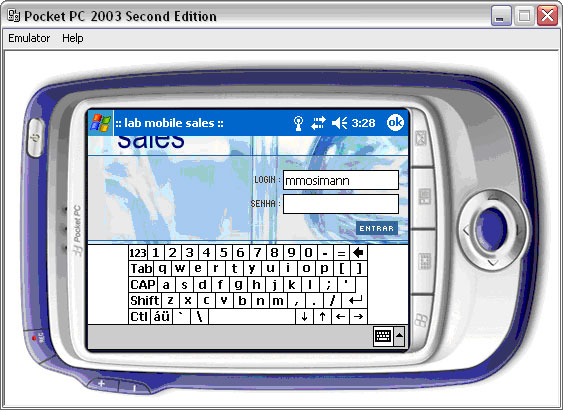 Pocket PC 2003 Second Edition
Emulator Help
:: lab mobile sales :: 3:28 ok
sales
LOGIN : mmosimann
SENHA :
ENTRAR
Pocket PC
123 1 2 3 4 5 6 7 8 9 0 - =
Tab q w e r t y u i o p [ ]
CAP a s d f g h j k l ; '
Shift z x c v b n m , . /
Ctl áü ` \
+ -